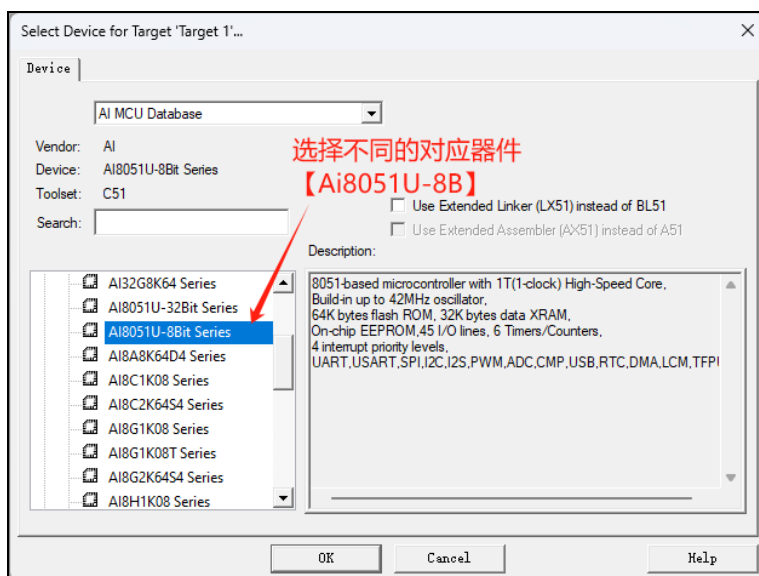 Select Device for Target 'Target 1'...
Device
AI MCU Database
Vendor: AI
Device: AI8051U-8Bit Series
Toolset: C51
Search:
选择不同的对应器件
【Ai8051U-8B】
Use Extended Linker (LX51) instead of BL51
Use Extended Assembler (AX51) instead of A51
Description:
AI32G8K64 Series
AI8051U-32Bit Series
AI8051U-8Bit Series
AI8A8K64D4 Series
AI8C1K08 Series
AI8C2K64S4 Series
AI8G1K08 Series
AI8G1K08T Series
AI8G2K64S4 Series
AI8H1K08 Series
8051-based microcontroller with 1T(1-clock) High-Speed Core,
Build-in up to 42MHz oscillator,
64K bytes flash ROM, 32K bytes data XRAM,
On-chip EEPROM,45 I/O lines, 6 Timers/Counters,
4 interrupt priority levels,
UART,USART,SPI,I2C,I2S,PWM,ADC,CMP,USB,RTC,DMA,LCM,TFPU
OK
Cancel
Help